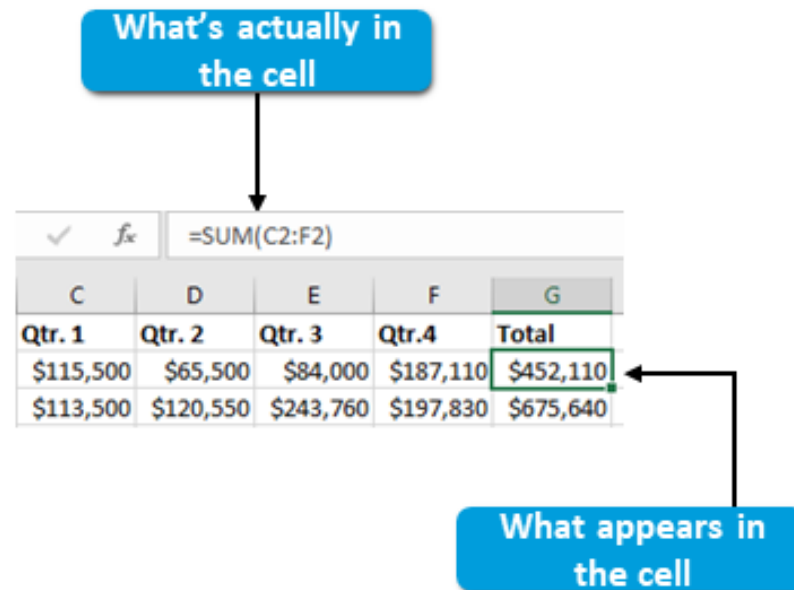 What's actually in
the cell
fx =SUM(C2:F2)
C D E F G
Qtr. 1 Qtr. 2 Qtr. 3 Qtr.4 Total
$115,500 $65,500 $84,000 $187,110 $452,110
$113,500 $120,550 $243,760 $197,830 $675,640
What appears in
the cell